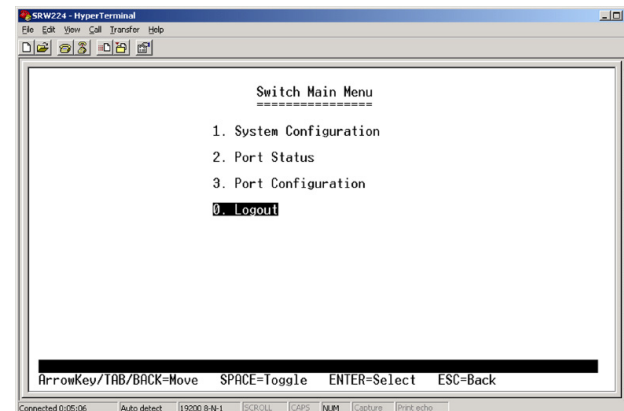 SRW224 - HyperTerminal
File Edit View Call Transfer Help
Switch Main Menu
================
1. System Configuration
2. Port Status
3. Port Configuration
0. Logout
ArrowKey/TAB/BACK=Move SPACE=Toggle ENTER=Select ESC=Back
Connected 0:05:06 Auto detect 19200 8-N-1 SCROLL CAPS NUM Capture Print echo